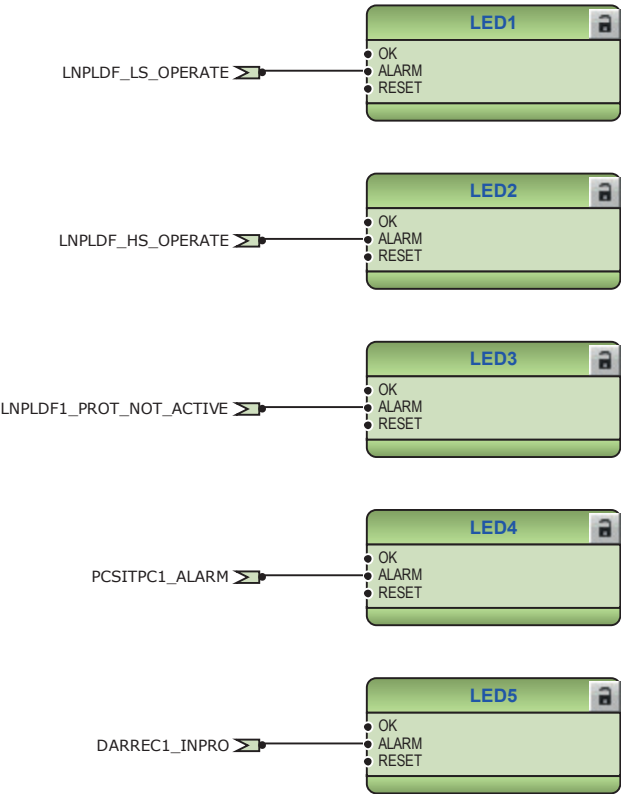 LED1
OK
LNPLDF_LS_OPERATE ALARM
RESET
LED2
OK
LNPLDF_HS_OPERATE ALARM
RESET
LED3
OK
LNPLDF1_PROT_NOT_ACTIVE ALARM
RESET
LED4
OK
PCSITPC1_ALARM ALARM
RESET
LED5
OK
DARREC1_INPRO ALARM
RESET